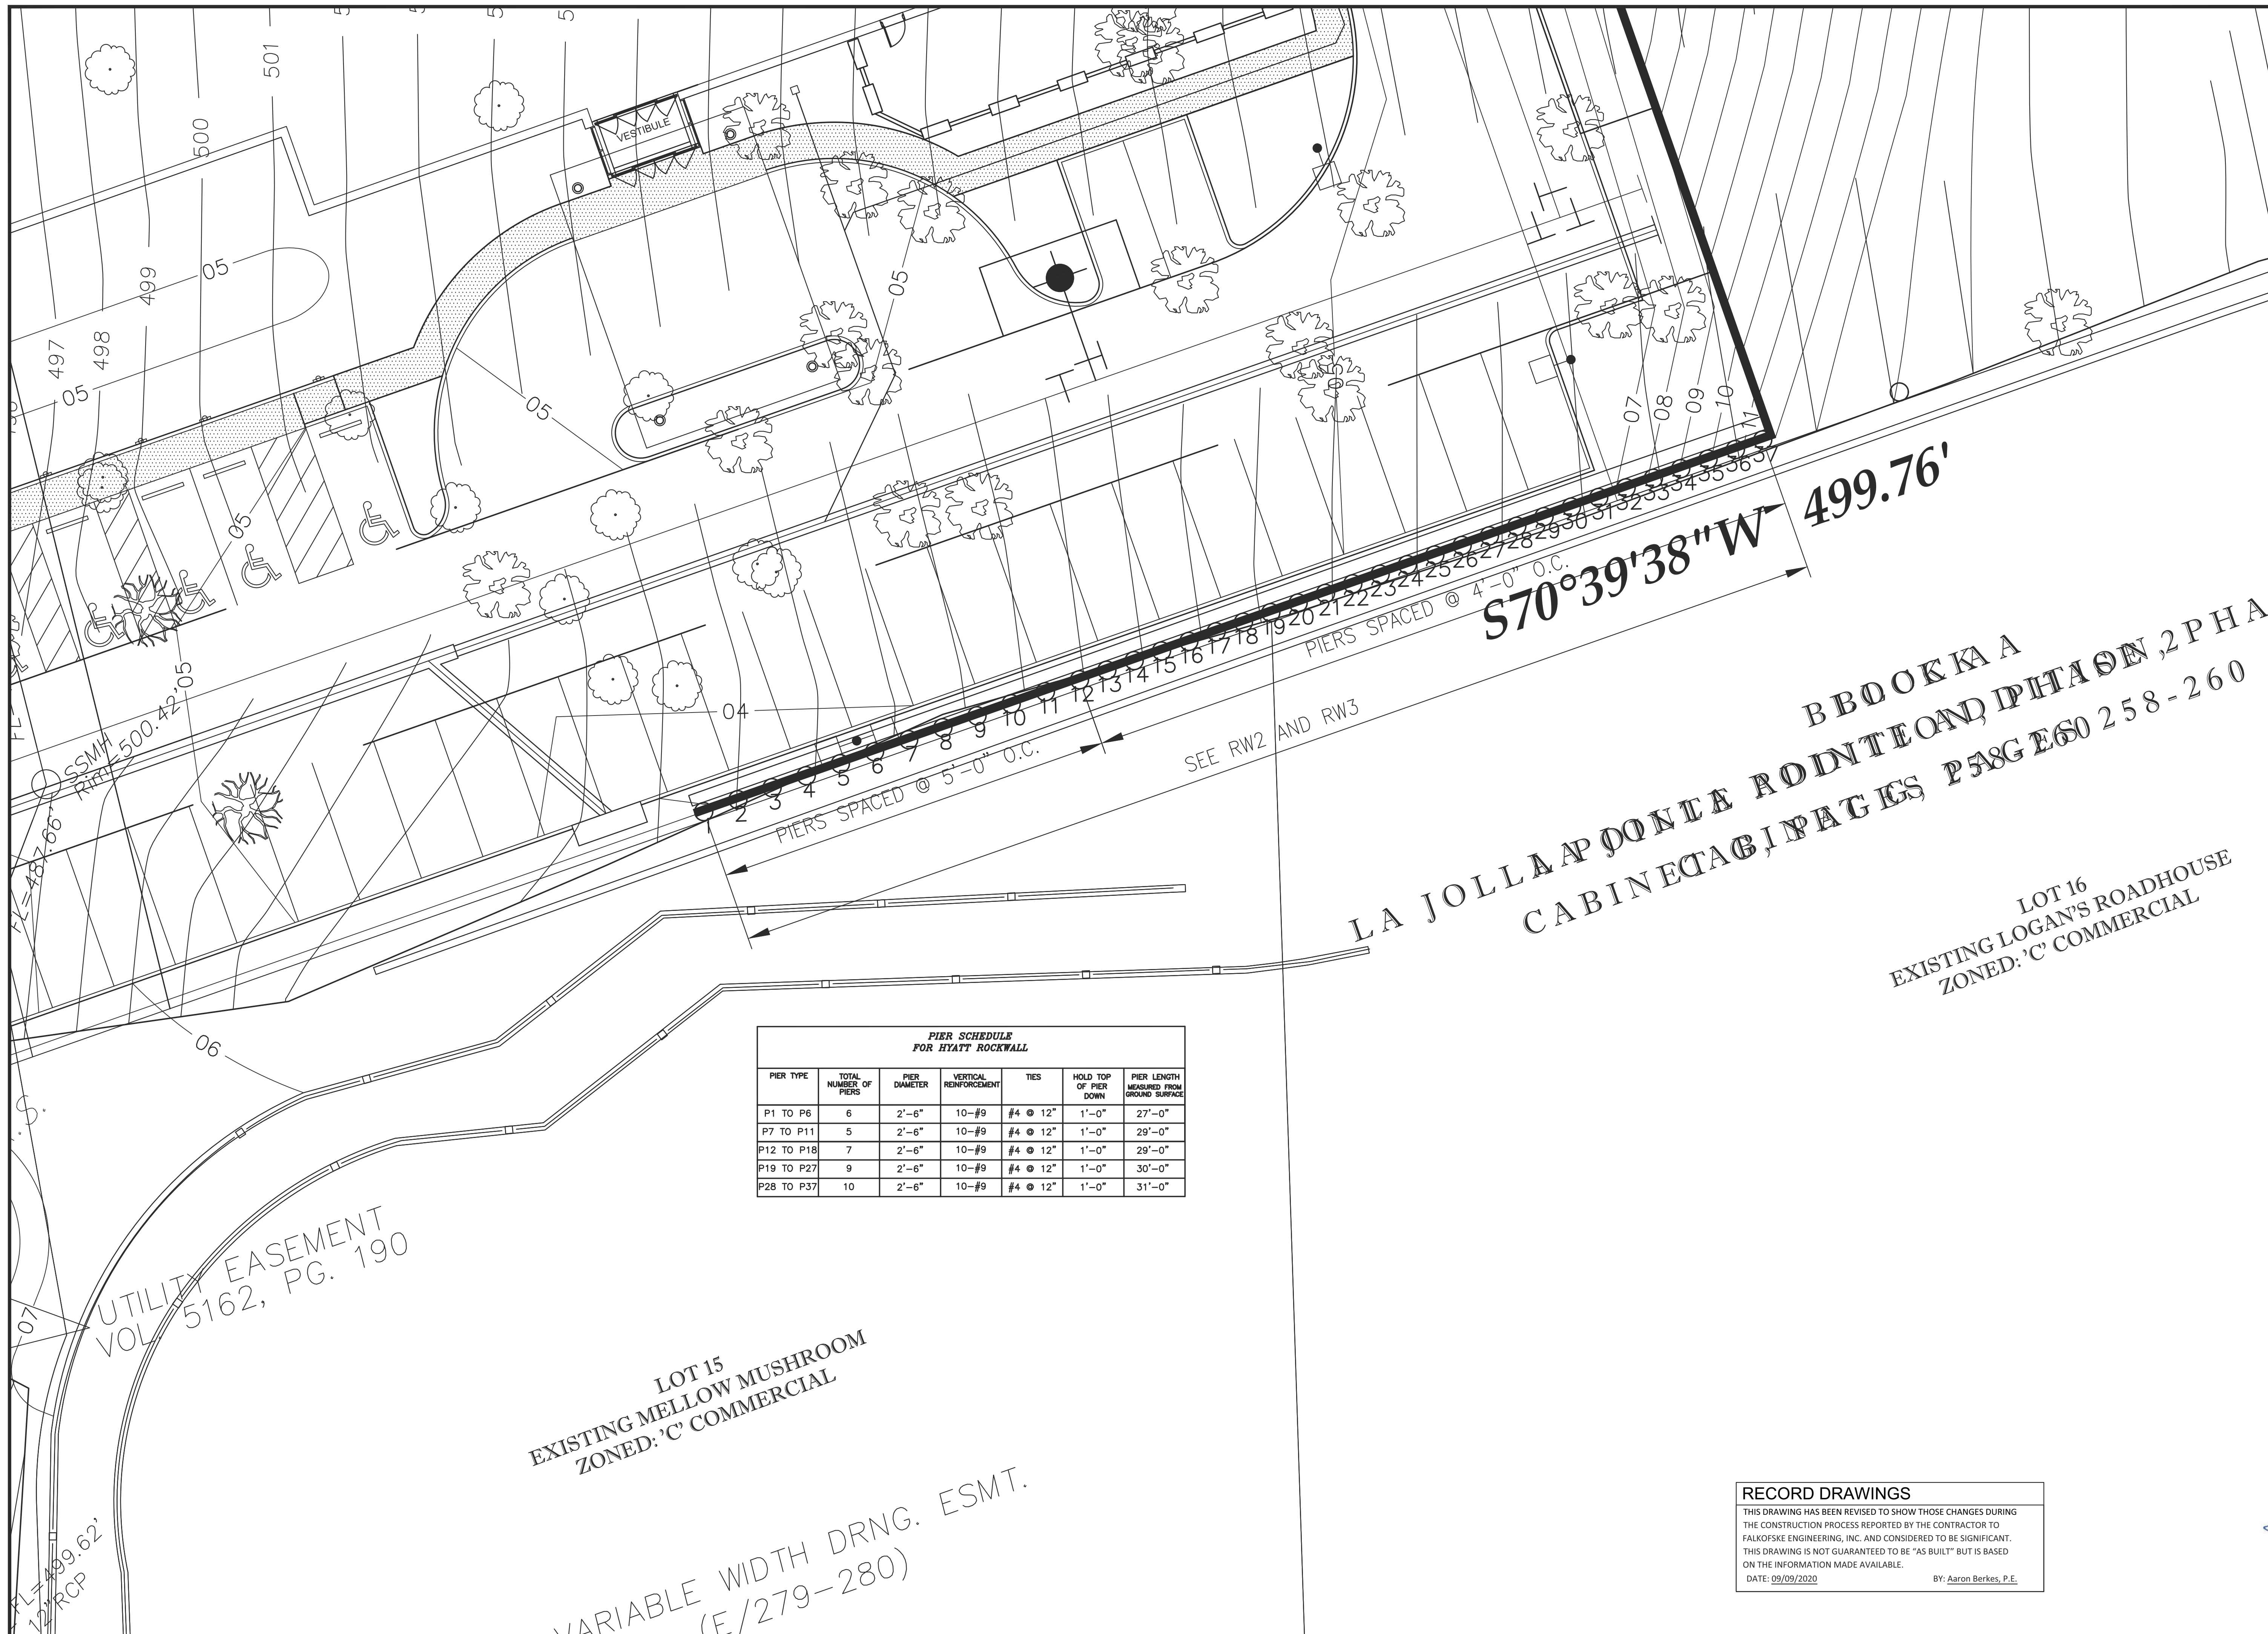 501
500
499
498
497
05
05
05
05
05
05
05
05
VESTIBULE
04
06
07
07
08
09
10
11
SSMH
Rim=500.42'
FL=487.66'
1
2
3
4
5
6
7
8
9
10
11
12
13
14
15
16
17
18
19
20
21
22
23
24
25
26
27
28
29
30
31
32
33
34
35
36
37
PIERS SPACED @ 5'-0" O.C.
PIERS SPACED @ 4'-0" O.C.
SEE RW2 AND RW3
S70°39'38"W 499.76'
LOT 16
EXISTING LOGAN'S ROADHOUSE
ZONED: 'C' COMMERCIAL
PIER SCHEDULE
FOR HYATT ROCKWALL
PIER TYPE TOTAL NUMBER OF PIERS PIER DIAMETER VERTICAL REINFORCEMENT TIES HOLD TOP OF PIER DOWN PIER LENGTH MEASURED FROM GROUND SURFACE
P1 TO P6 6 2'-6" 10-#9 #4 @ 12" 1'-0" 27'-0"
P7 TO P11 5 2'-6" 10-#9 #4 @ 12" 1'-0" 29'-0"
P12 TO P18 7 2'-6" 10-#9 #4 @ 12" 1'-0" 29'-0"
P19 TO P27 9 2'-6" 10-#9 #4 @ 12" 1'-0" 30'-0"
P28 TO P37 10 2'-6" 10-#9 #4 @ 12" 1'-0" 31'-0"
UTILITY EASEMENT
VOL. 5162, PG. 190
LOT 15
EXISTING MELLOW MUSHROOM
ZONED: 'C' COMMERCIAL
VARIABLE WIDTH DRNG. ESMT.
(E/279-280)
FL=499.62'
12" RCP
RECORD DRAWINGS
THIS DRAWING HAS BEEN REVISED TO SHOW THOSE CHANGES DURING
THE CONSTRUCTION PROCESS REPORTED BY THE CONTRACTOR TO
FALKOFSKE ENGINEERING, INC. AND CONSIDERED TO BE SIGNIFICANT.
THIS DRAWING IS NOT GUARANTEED TO BE "AS BUILT" BUT IS BASED
ON THE INFORMATION MADE AVAILABLE.
DATE: 09/09/2020 BY: Aaron Berkes, P.E.